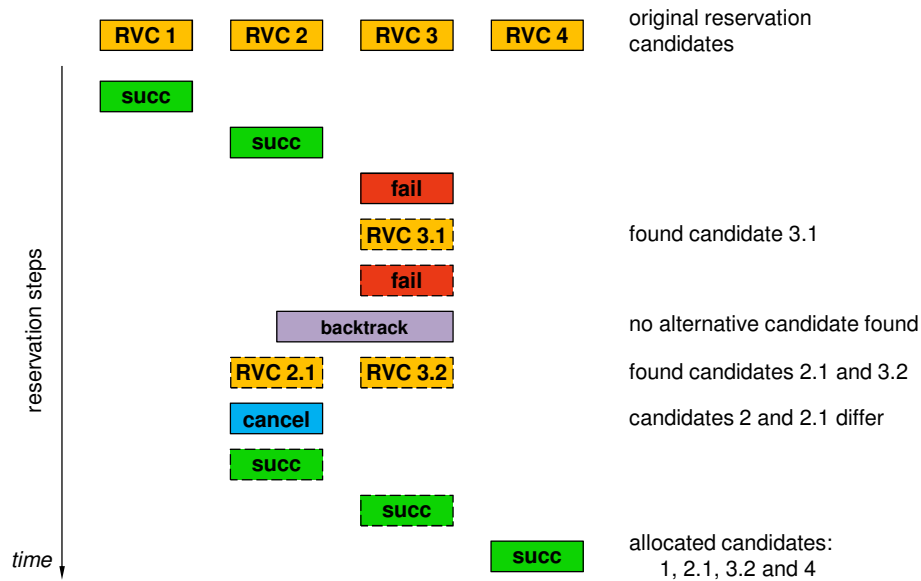 RVC 1 RVC 2 RVC 3 RVC 4 original reservation
candidates
succ
succ
fail
RVC 3.1 found candidate 3.1
fail
backtrack no alternative candidate found
RVC 2.1 RVC 3.2 found candidates 2.1 and 3.2
cancel candidates 2 and 2.1 differ
succ
succ
succ allocated candidates:
1, 2.1, 3.2 and 4
reservation steps
time